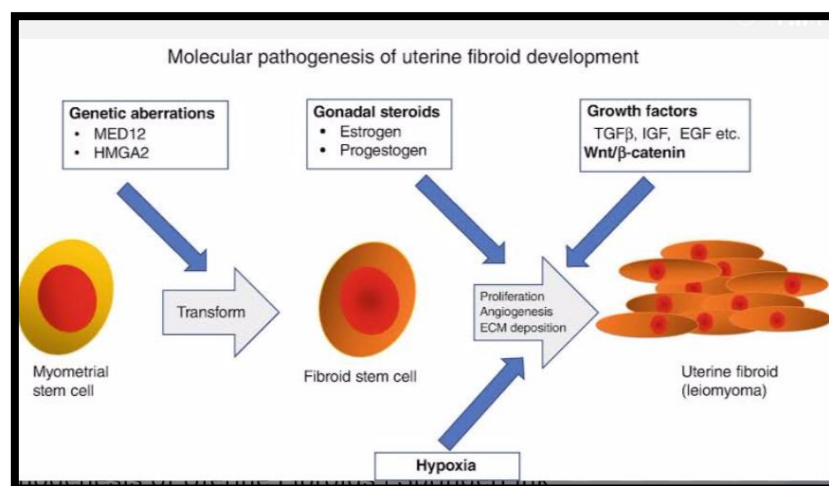 Molecular pathogenesis of uterine fibroid development
Genetic aberrations
• MED12
• HMGA2
Gonadal steroids
• Estrogen
• Progestogen
Growth factors
TGFβ, IGF, EGF etc.
Wnt/β-catenin
Transform
Proliferation
Angiogenesis
ECM deposition
Myometrial
stem cell
Fibroid stem cell
Uterine fibroid
(leiomyoma)
Hypoxia